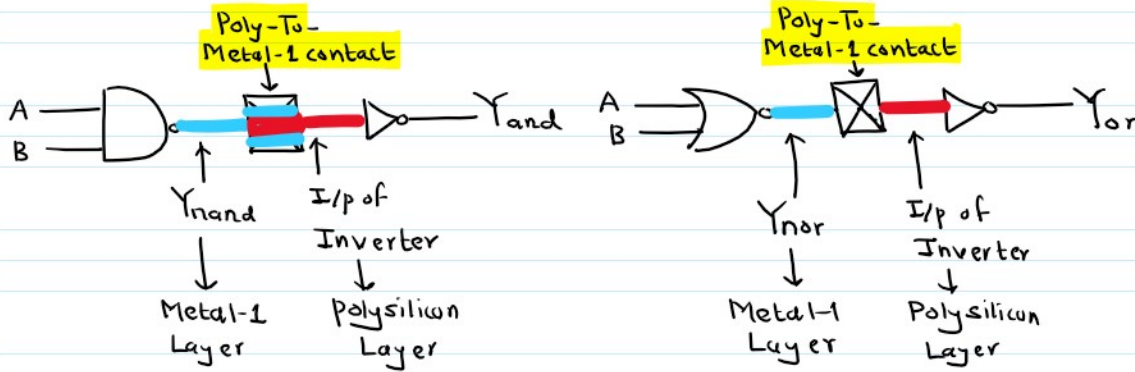 Poly-To-
Metal-1 contact
A
B
Yand
Ynand
I/p of
Inverter
Metal-1
Layer
Polysilicon
Layer
Poly-To-
Metal-1 contact
A
B
Yor
Ynor
I/p of
Inverter
Metal-1
Layer
Polysilicon
Layer